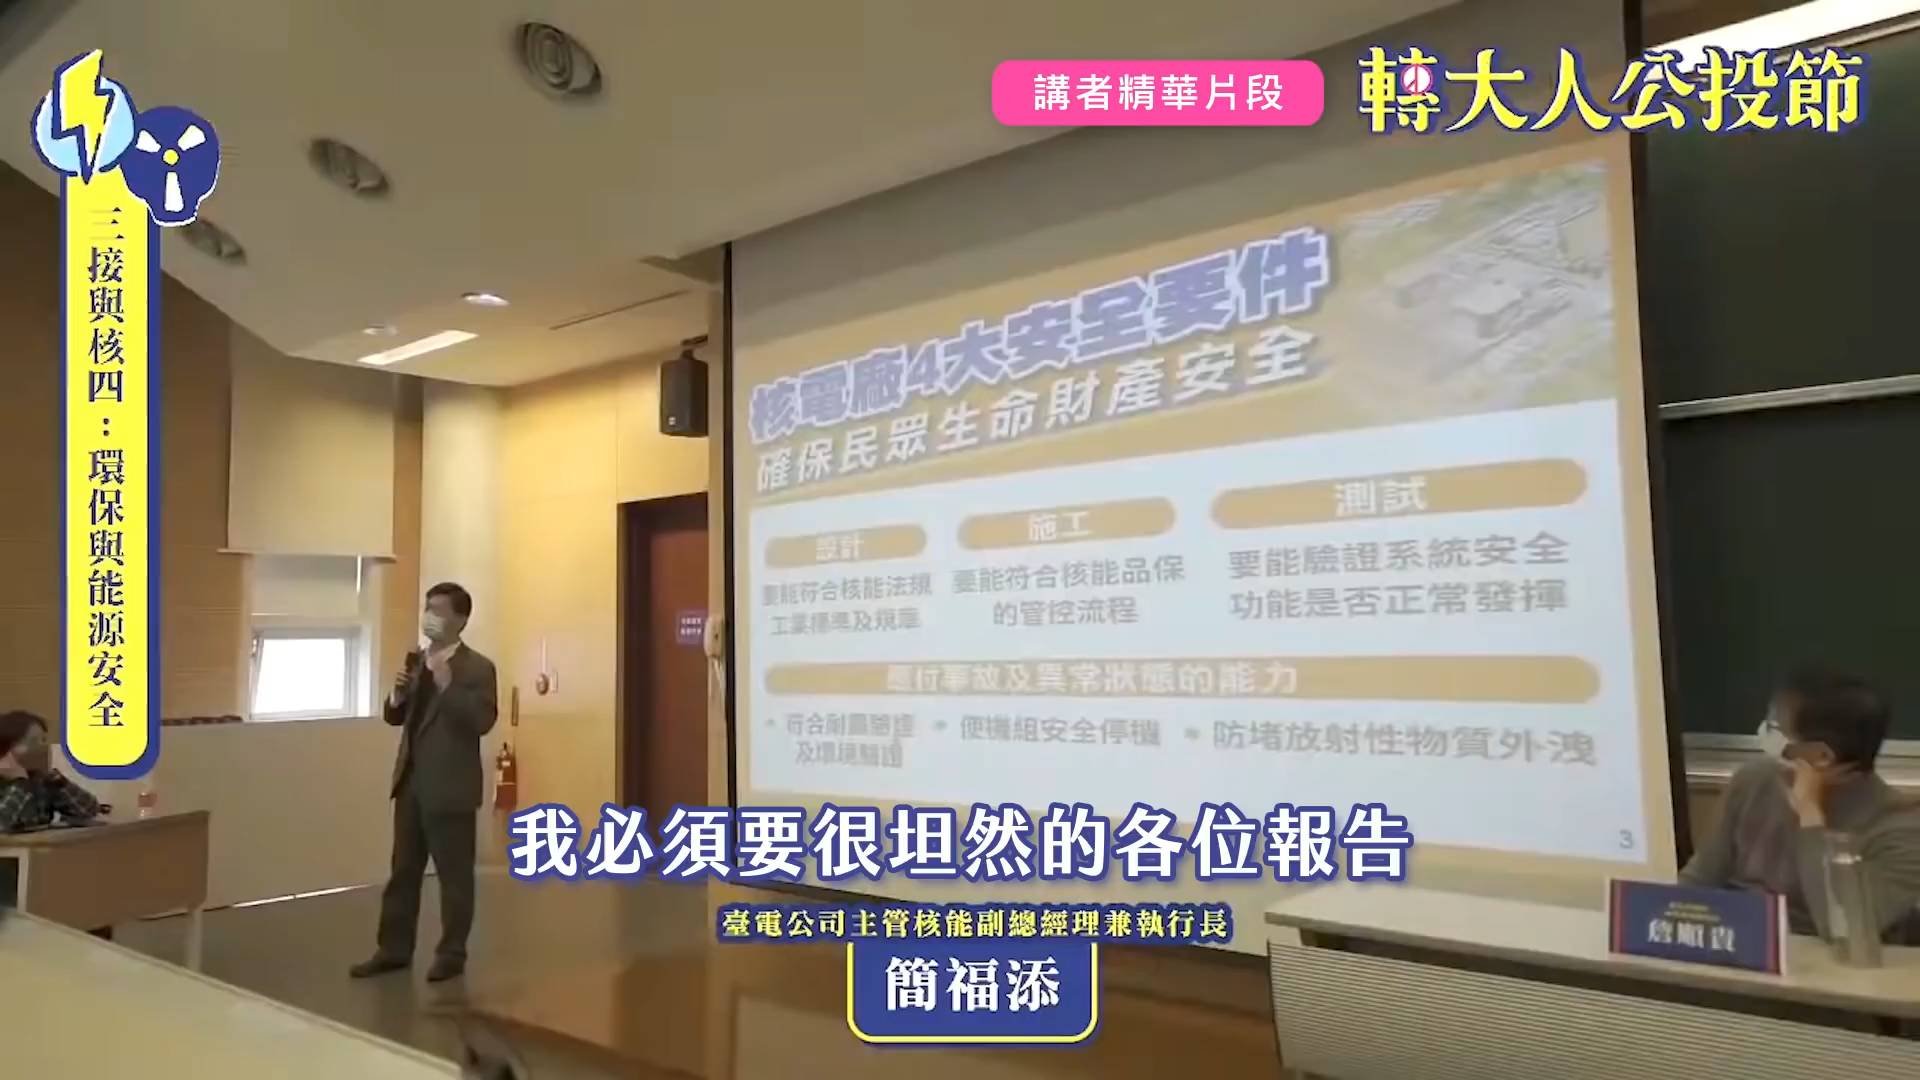 講者精華片段
轉大人公投節
三接與核四：環保與能源安全
核電廠4大安全要件
確保民眾生命財產安全
設計
要能符合核能法規
工業標準及規章
施工
要能符合核能品保
的管控流程
測試
要能驗證系統安全
功能是否正常發揮
應付事故及異常狀態的能力
• 符合耐震驗證
及環境驗證
• 使機組安全停機
• 防堵放射性物質外洩
3
我必須要很坦然的各位報告
臺電公司主管核能副總經理兼執行長
簡福添
詹順貴